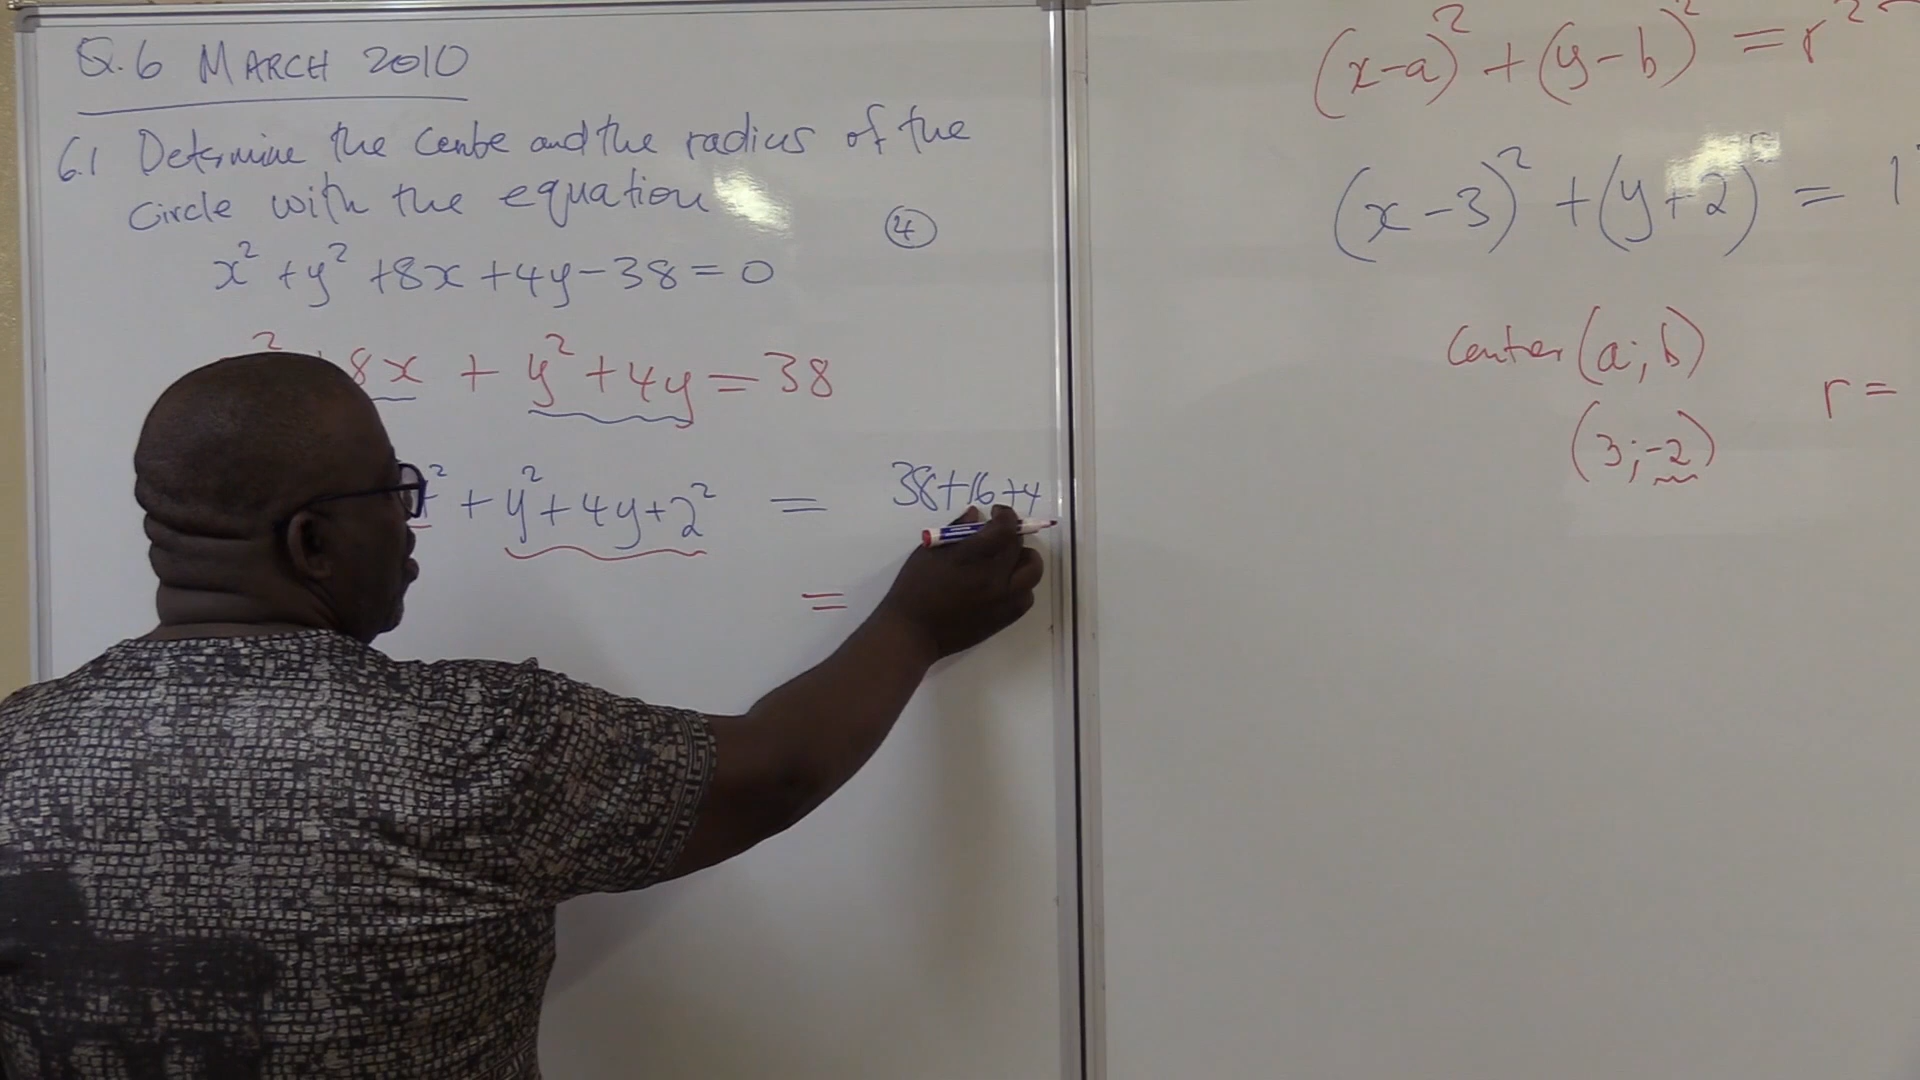 Q.6 MARCH 2010
6.1 Determine the Centre and the radius of the
Circle with the equation
④
x² + y² + 8x + 4y - 38 = 0
² 8x + y² + 4y = 38
² + y² + 4y + 2² = 38 + 16 + 4
=
(x - a)² + (y - b)² = r²
(x - 3)² + (y + 2) = 1
Center (a; b)
r =
(3; -2)